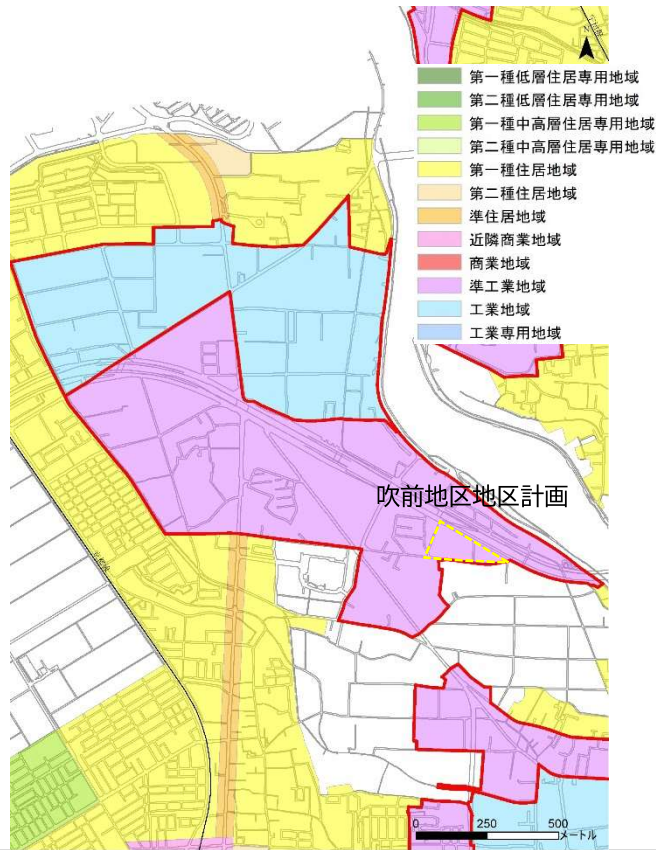 N
第一種低層住居専用地域
第二種低層住居専用地域
第一種中高層住居専用地域
第二種中高層住居専用地域
第一種住居地域
第二種住居地域
準住居地域
近隣商業地域
商業地域
準工業地域
工業地域
工業専用地域
吹前地区地区計画
0 250 500
メートル